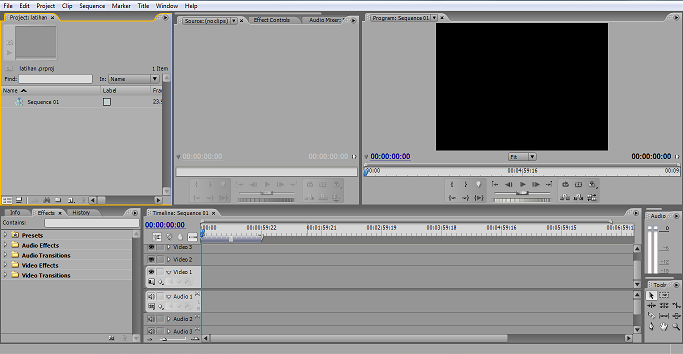 File Edit Project Clip Sequence Marker Title Window Help
Project: latihan
latihan.prproj
1 Item
Find:
In: Name
Name Label Fra
Sequence 01 23.9
Source: (no clips) Effect Controls Audio Mixer:
00:00:00:00 00:00:00:00
Program: Sequence 01
Fit
00:00:00:00 00:00:00:00
00:00 00:04:59:16 00:09
Info Effects History
Contains:
Presets
Audio Effects
Audio Transitions
Video Effects
Video Transitions
Timeline: Sequence 01
00:00:00:00
00:00 00:00:59:22 00:01:59:21 00:02:59:19 00:03:59:18 00:04:59:16 00:05:59:15 00:06:59:1
Video 3
Video 2
Video 1
Audio 1
Audio 2
Audio 3
Audio
0
-6
-12
-18
Tools